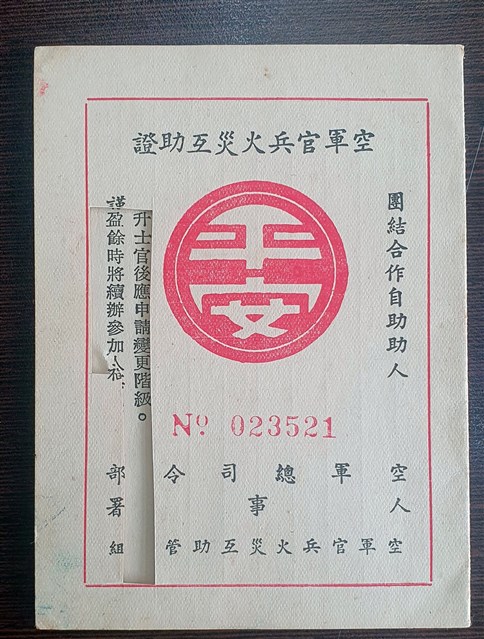 空軍官兵火災互助證
團結合作自助助人
平安
升士官後應申請變更階級。
盈餘時將續辦參加人
No 023521
空軍總司令部
人事署
空軍官兵火災互助管組